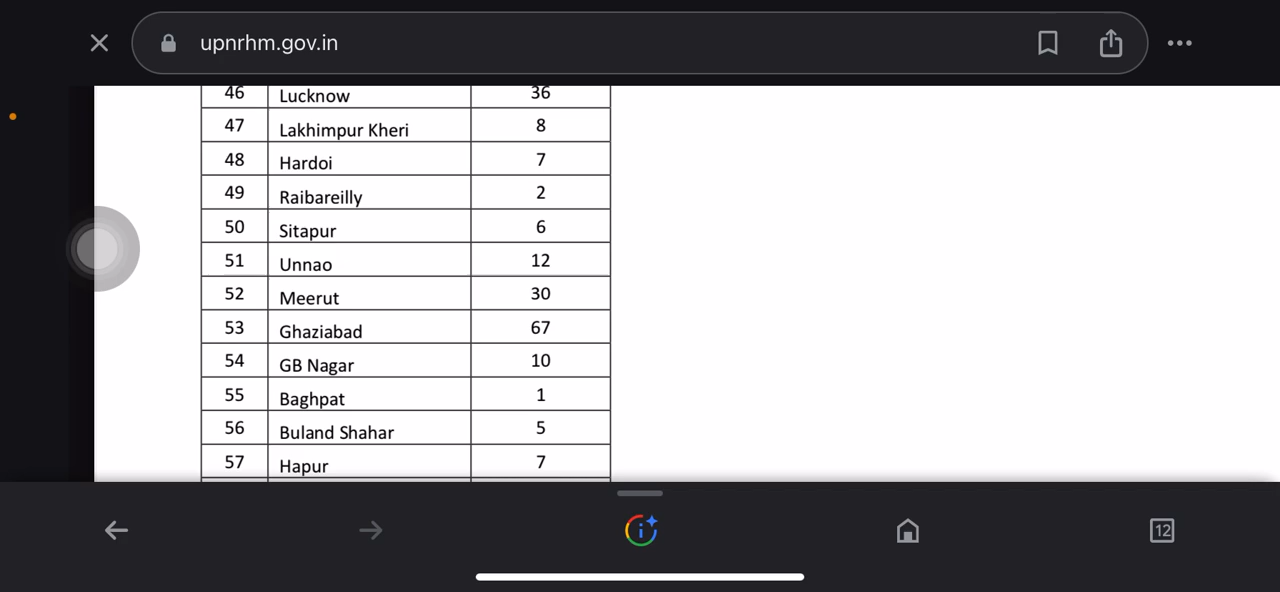 upnrhm.gov.in
46 Lucknow 36
47 Lakhimpur Kheri 8
48 Hardoi 7
49 Raibareilly 2
50 Sitapur 6
51 Unnao 12
52 Meerut 30
53 Ghaziabad 67
54 GB Nagar 10
55 Baghpat 1
56 Buland Shahar 5
57 Hapur 7
12